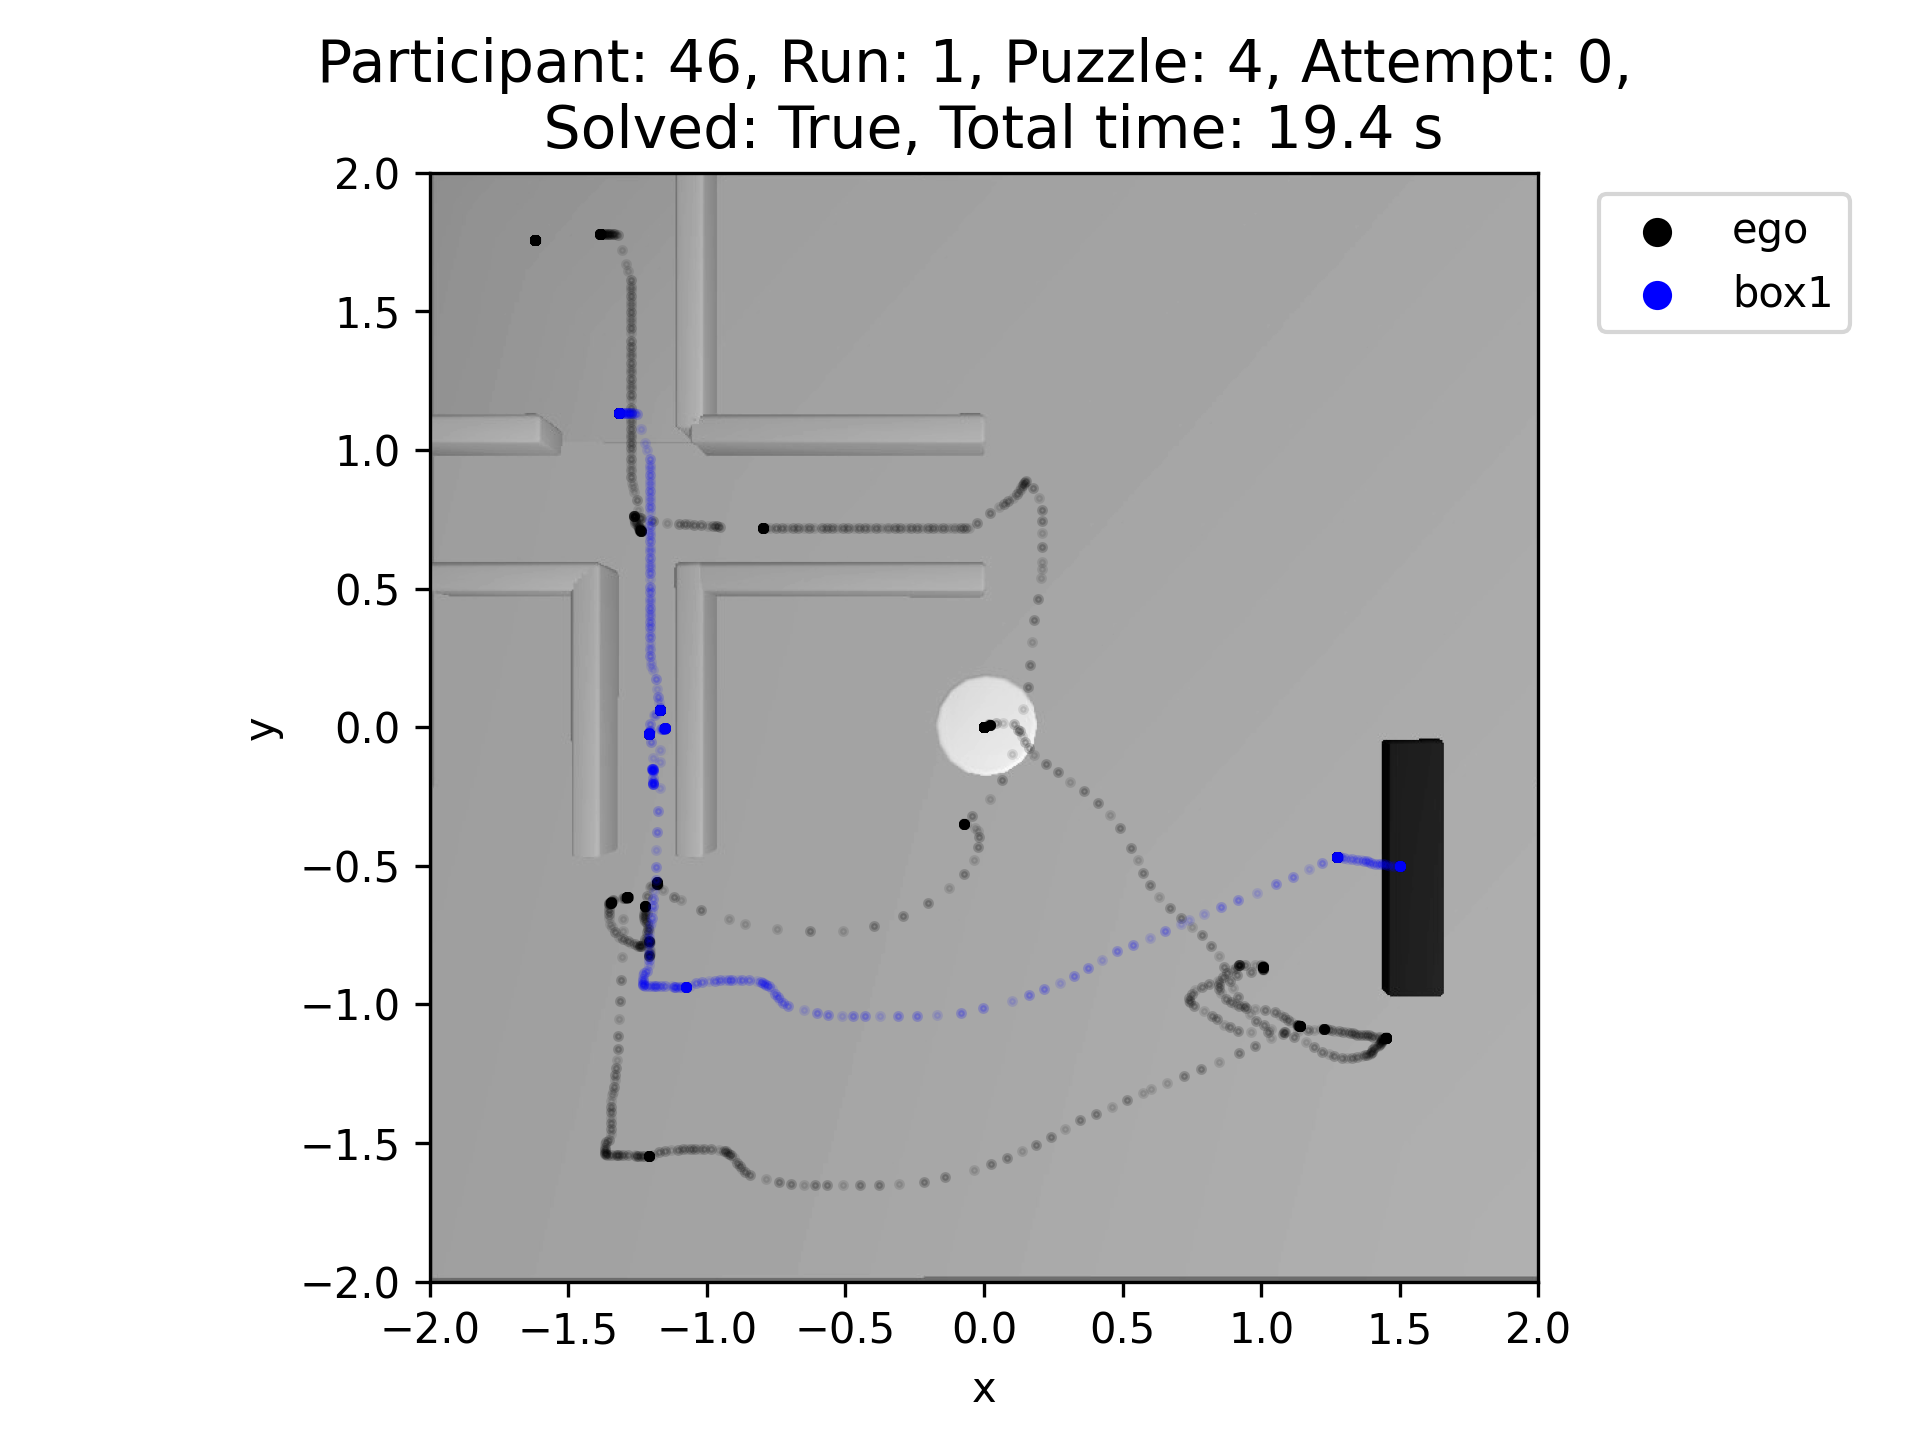 Participant: 46, Run: 1, Puzzle: 4, Attempt: 0,
Solved: True, Total time: 19.4 s
ego
box1
2.0
1.5
1.0
0.5
0.0
−0.5
−1.0
−1.5
−2.0
y
−2.0 −1.5 −1.0 −0.5 0.0 0.5 1.0 1.5 2.0
x